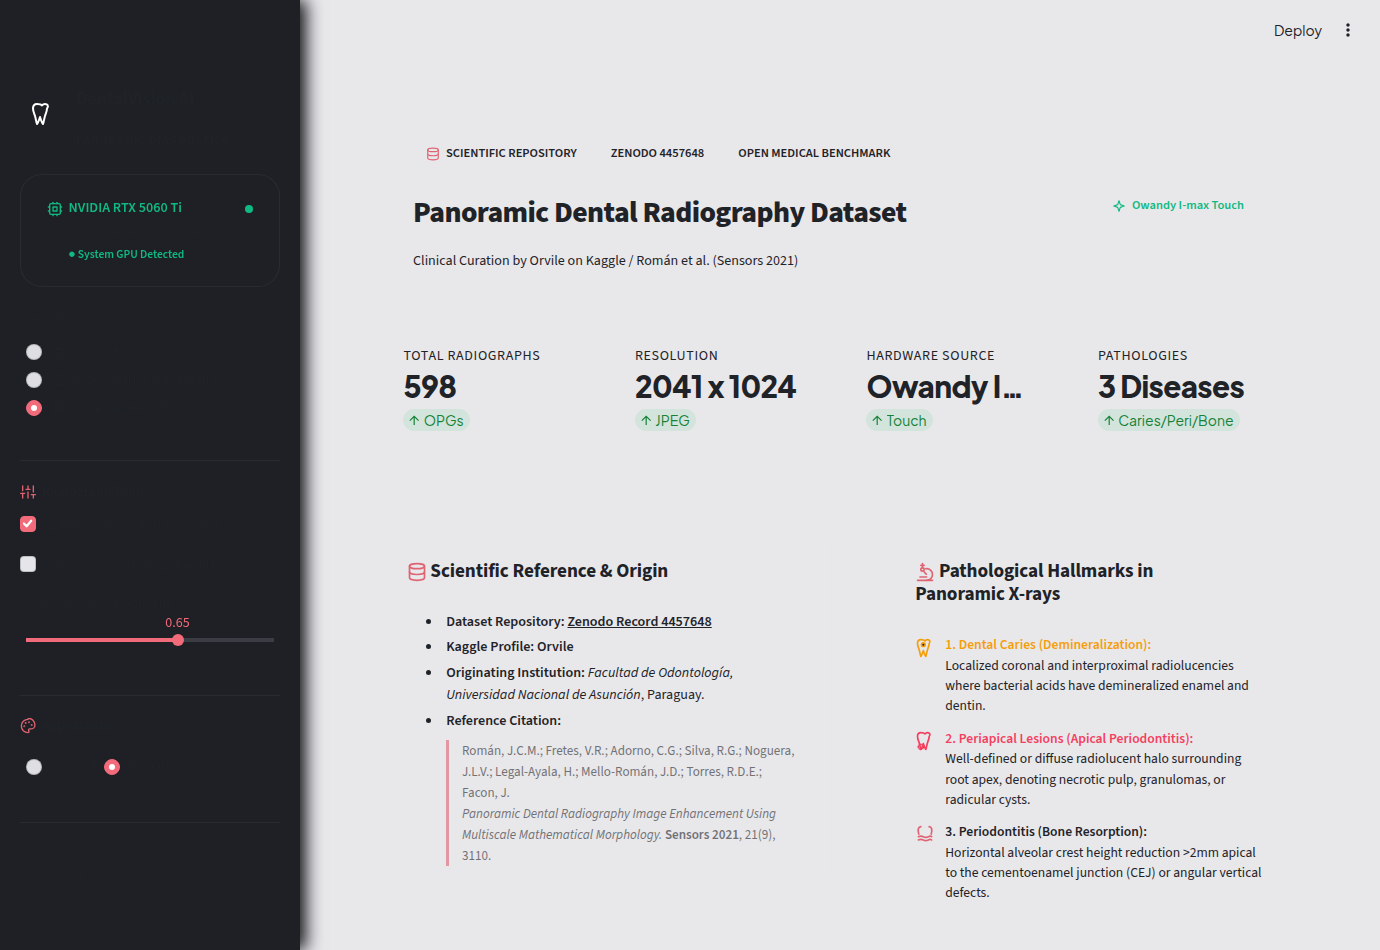 Deploy
NVIDIA RTX 5060 Ti
System GPU Detected
0.65
SCIENTIFIC REPOSITORY
ZENODO 4457648
OPEN MEDICAL BENCHMARK
Panoramic Dental Radiography Dataset
Owandy I-max Touch
Clinical Curation by Orvile on Kaggle / Román et al. (Sensors 2021)
TOTAL RADIOGRAPHS
598
↑ OPGs
RESOLUTION
2041 x 1024
↑ JPEG
HARDWARE SOURCE
Owandy I...
↑ Touch
PATHOLOGIES
3 Diseases
↑ Caries/Peri/Bone
Scientific Reference & Origin
• Dataset Repository: Zenodo Record 4457648
• Kaggle Profile: Orvile
• Originating Institution: Facultad de Odontología,
Universidad Nacional de Asunción, Paraguay.
• Reference Citation:
Román, J.C.M.; Fretes, V.R.; Adorno, C.G.; Silva, R.G.; Noguera,
J.L.V.; Legal-Ayala, H.; Mello-Román, J.D.; Torres, R.D.E.;
Facon, J.
Panoramic Dental Radiography Image Enhancement Using
Multiscale Mathematical Morphology. Sensors 2021, 21(9),
3110.
Pathological Hallmarks in
Panoramic X-rays
1. Dental Caries (Demineralization):
Localized coronal and interproximal radiolucencies
where bacterial acids have demineralized enamel and
dentin.
2. Periapical Lesions (Apical Periodontitis):
Well-defined or diffuse radiolucent halo surrounding
root apex, denoting necrotic pulp, granulomas, or
radicular cysts.
3. Periodontitis (Bone Resorption):
Horizontal alveolar crest height reduction >2mm apical
to the cementoenamel junction (CEJ) or angular vertical
defects.